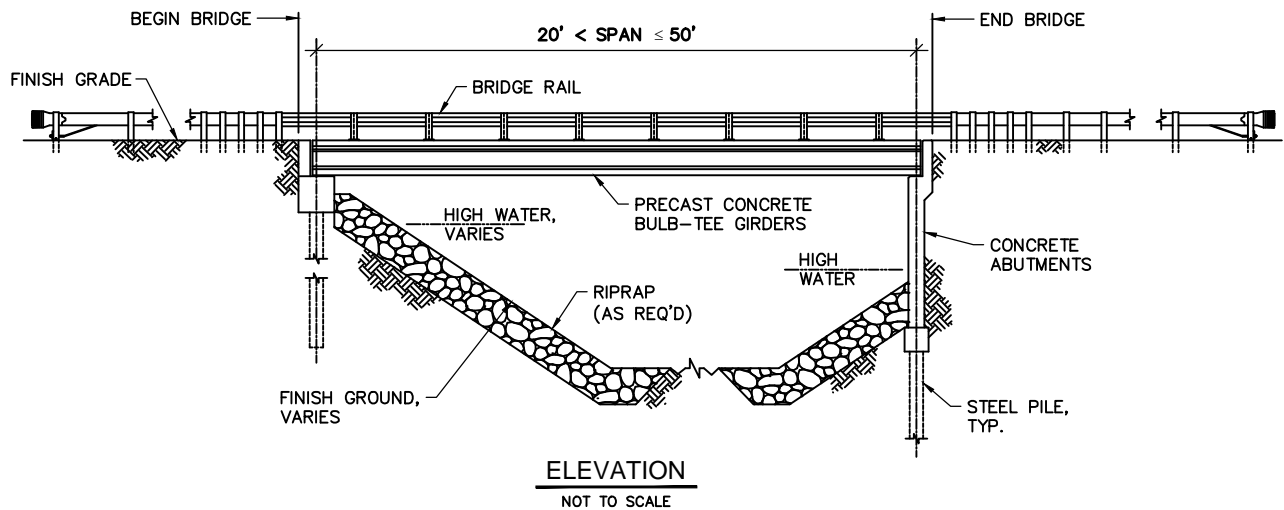 BEGIN BRIDGE
END BRIDGE
20' < SPAN ≤ 50'
FINISH GRADE
BRIDGE RAIL
PRECAST CONCRETE
BULB-TEE GIRDERS
HIGH WATER,
VARIES
HIGH
WATER
CONCRETE
ABUTMENTS
RIPRAP
(AS REQ'D)
FINISH GROUND,
VARIES
STEEL PILE,
TYP.
ELEVATION
NOT TO SCALE